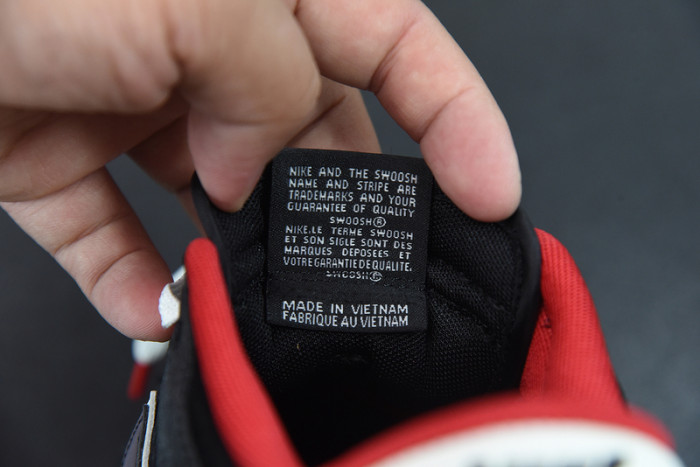 NIKE AND THE SWOOSH
NAME AND STRIPE ARE
TRADEMARKS AND YOUR
GUARANTEE OF QUALITY
SWOOSH®
NIKE.LE TERME SWOOSH
ET SON SIGLE SONT DES
MARQUES DEPOSEES ET
VOTRE GARANTIE DE QUALITE.
SWOOSH®
MADE IN VIETNAM
FABRIQUE AU VIETNAM